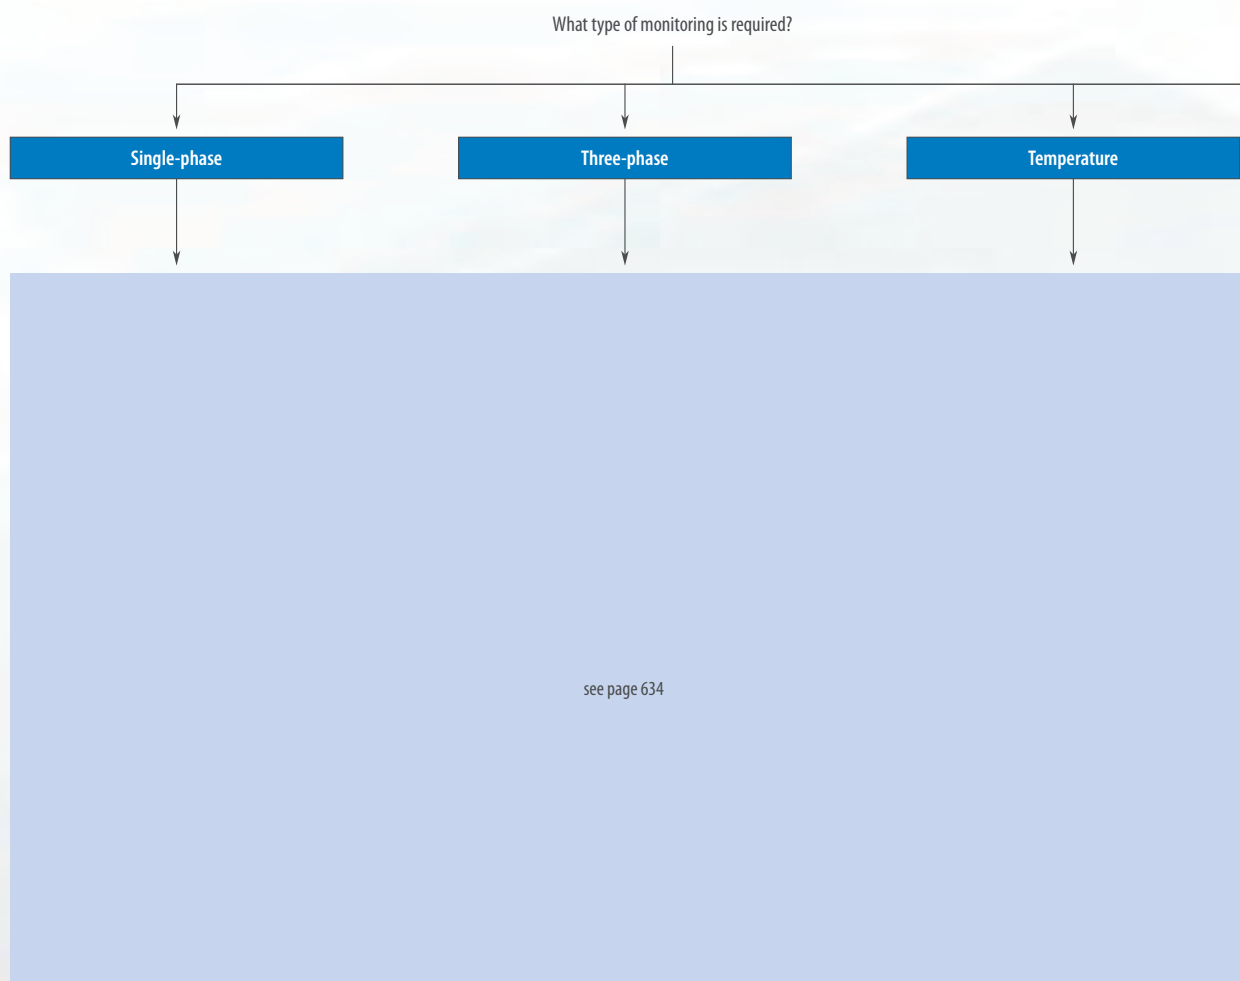 What type of monitoring is required?
Single-phase
Three-phase
Temperature
see page 634